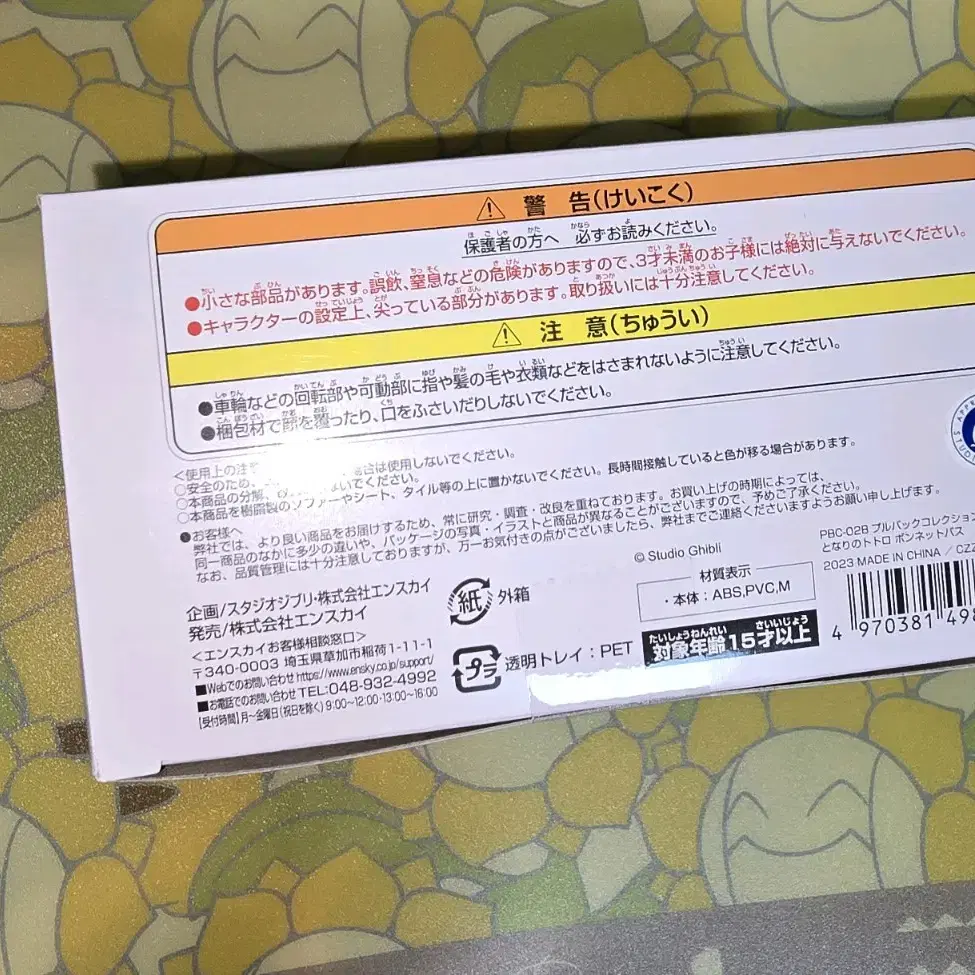 ⚠ 警 告(けいこく)
保護者の方へ 必ずお読みください。
●小さな部品があります。誤飲、窒息などの危険がありますので、3才未満のお子様には絶対に与えないでください。
●キャラクターの設定上、尖っている部分があります。取り扱いには十分注意してください。
⚠ 注 意(ちゅうい)
●車輪などの回転部や可動部に指や髪の毛や衣類などをはさまれないように注意してください。
●梱包材で顔を覆ったり、口をふさいだりしないでください。
<使用上の注意
○安全のため、 場合は使用しないでください。
○本商品の分解、 ないでください。
○本商品を樹脂製のソファーやシート、タイル等の上に置かないでください。長時間接触していると色が移る場合があります。
●お客様へ
弊社では、より良い商品をお届けするため、常に研究・調査・改良を重ねております。お買い上げの時期によっては、
同一商品のなかに多少の違いや、パッケージの写真・イラストと商品が異なることがございますので、予めご了承ください。
なお、品質管理には十分注意しておりますが、万一お気付きの点がございましたら、弊社までご連絡くださいますようお願い申し上げます。
企画/スタジオジブリ・株式会社エンスカイ
発売/株式会社エンスカイ
<エンスカイお客様相談窓口>
〒340-0003 埼玉県草加市稲荷1-11-1
■Webでのお問い合わせ https://www.ensky.co.jp/support/
■お電話でのお問い合わせ TEL:048-932-4992
【受付時間】月~金曜日(祝日を除く) 9:00~12:00・13:00~16:00
紙 外箱
プラ 透明トレイ:PET
© Studio Ghibli
材質表示
・本体:ABS,PVC,M
対象年齢15才以上
たいしょうねんれい さいいじょう
PBC-02B プルバックコレクション
となりのトトロ ボンネットバス
2023 MADE IN CHINA / CZZ
4 970381 498